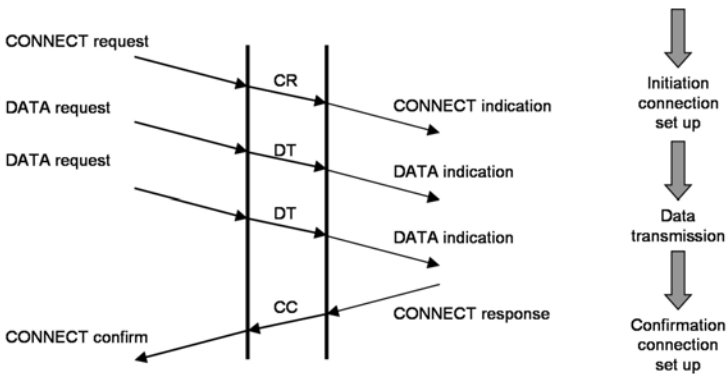 CONNECT request
CR
CONNECT indication
DATA request
DT
DATA indication
DATA request
DT
DATA indication
CC
CONNECT response
CONNECT confirm
Initiation
connection
set up
Data
transmission
Confirmation
connection
set up